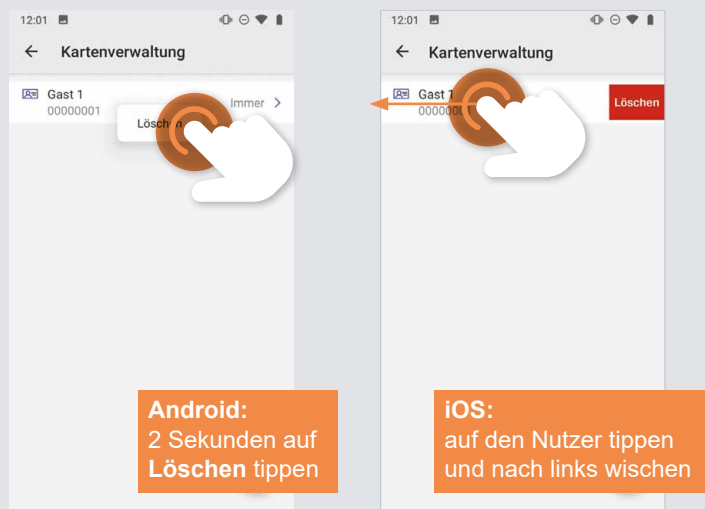 12:01
Kartenverwaltung
Gast 1
00000001
Immer
Löschen
Android:
2 Sekunden auf
Löschen tippen
12:01
Kartenverwaltung
Gast 1
00000001
Löschen
iOS:
auf den Nutzer tippen
und nach links wischen